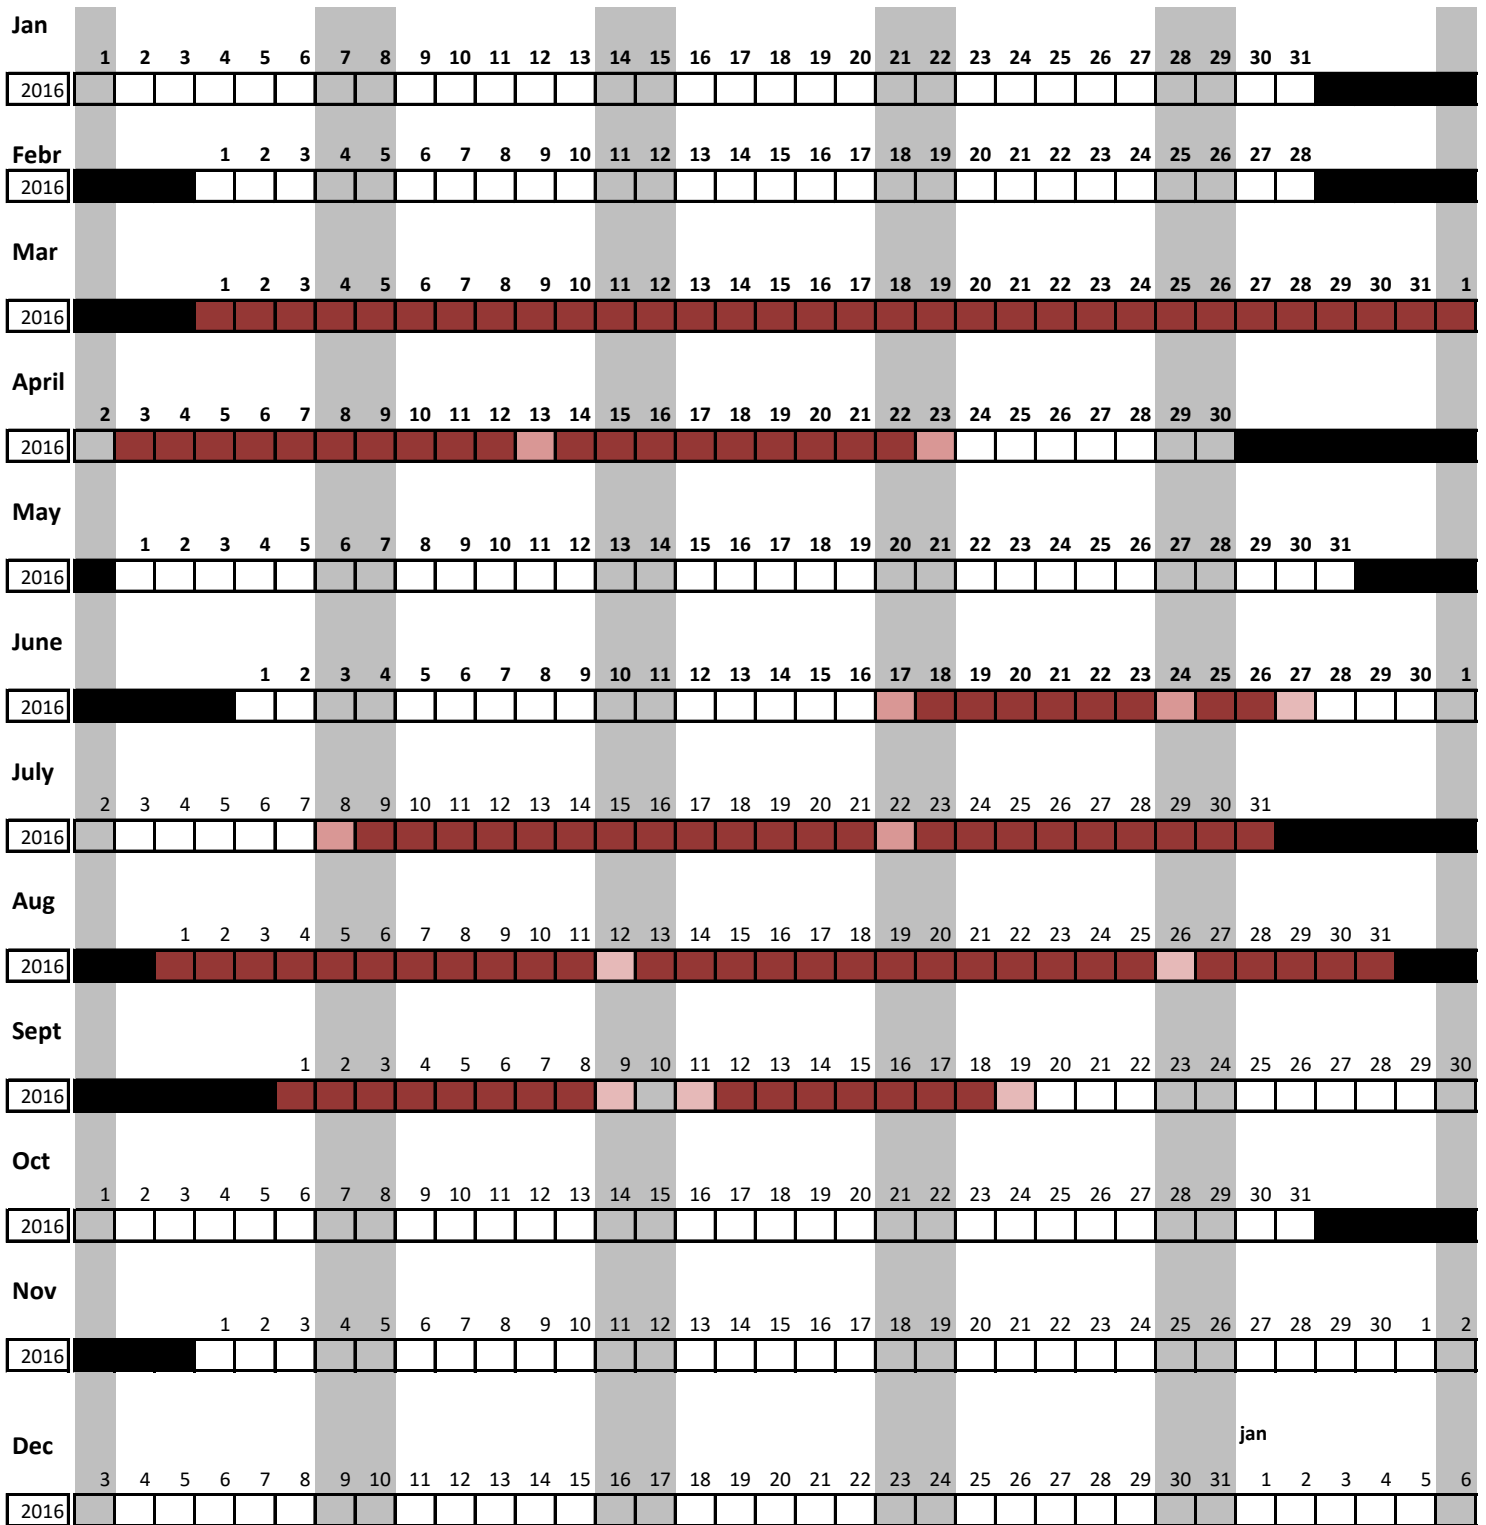 Jan
1 2 3 4 5 6 7 8 9 10 11 12 13 14 15 16 17 18 19 20 21 22 23 24 25 26 27 28 29 30 31
2016
Febr 1 2 3 4 5 6 7 8 9 10 11 12 13 14 15 16 17 18 19 20 21 22 23 24 25 26 27 28
2016
Mar
1 2 3 4 5 6 7 8 9 10 11 12 13 14 15 16 17 18 19 20 21 22 23 24 25 26 27 28 29 30 31 1
2016
April
2 3 4 5 6 7 8 9 10 11 12 13 14 15 16 17 18 19 20 21 22 23 24 25 26 27 28 29 30
2016
May
1 2 3 4 5 6 7 8 9 10 11 12 13 14 15 16 17 18 19 20 21 22 23 24 25 26 27 28 29 30 31
2016
June
1 2 3 4 5 6 7 8 9 10 11 12 13 14 15 16 17 18 19 20 21 22 23 24 25 26 27 28 29 30 1
2016
July
2 3 4 5 6 7 8 9 10 11 12 13 14 15 16 17 18 19 20 21 22 23 24 25 26 27 28 29 30 31
2016
Aug
1 2 3 4 5 6 7 8 9 10 11 12 13 14 15 16 17 18 19 20 21 22 23 24 25 26 27 28 29 30 31
2016
Sept
1 2 3 4 5 6 7 8 9 10 11 12 13 14 15 16 17 18 19 20 21 22 23 24 25 26 27 28 29 30
2016
Oct
1 2 3 4 5 6 7 8 9 10 11 12 13 14 15 16 17 18 19 20 21 22 23 24 25 26 27 28 29 30 31
2016
Nov
1 2 3 4 5 6 7 8 9 10 11 12 13 14 15 16 17 18 19 20 21 22 23 24 25 26 27 28 29 30 1 2
2016
jan
Dec
3 4 5 6 7 8 9 10 11 12 13 14 15 16 17 18 19 20 21 22 23 24 25 26 27 28 29 30 31 1 2 3 4 5 6
2016